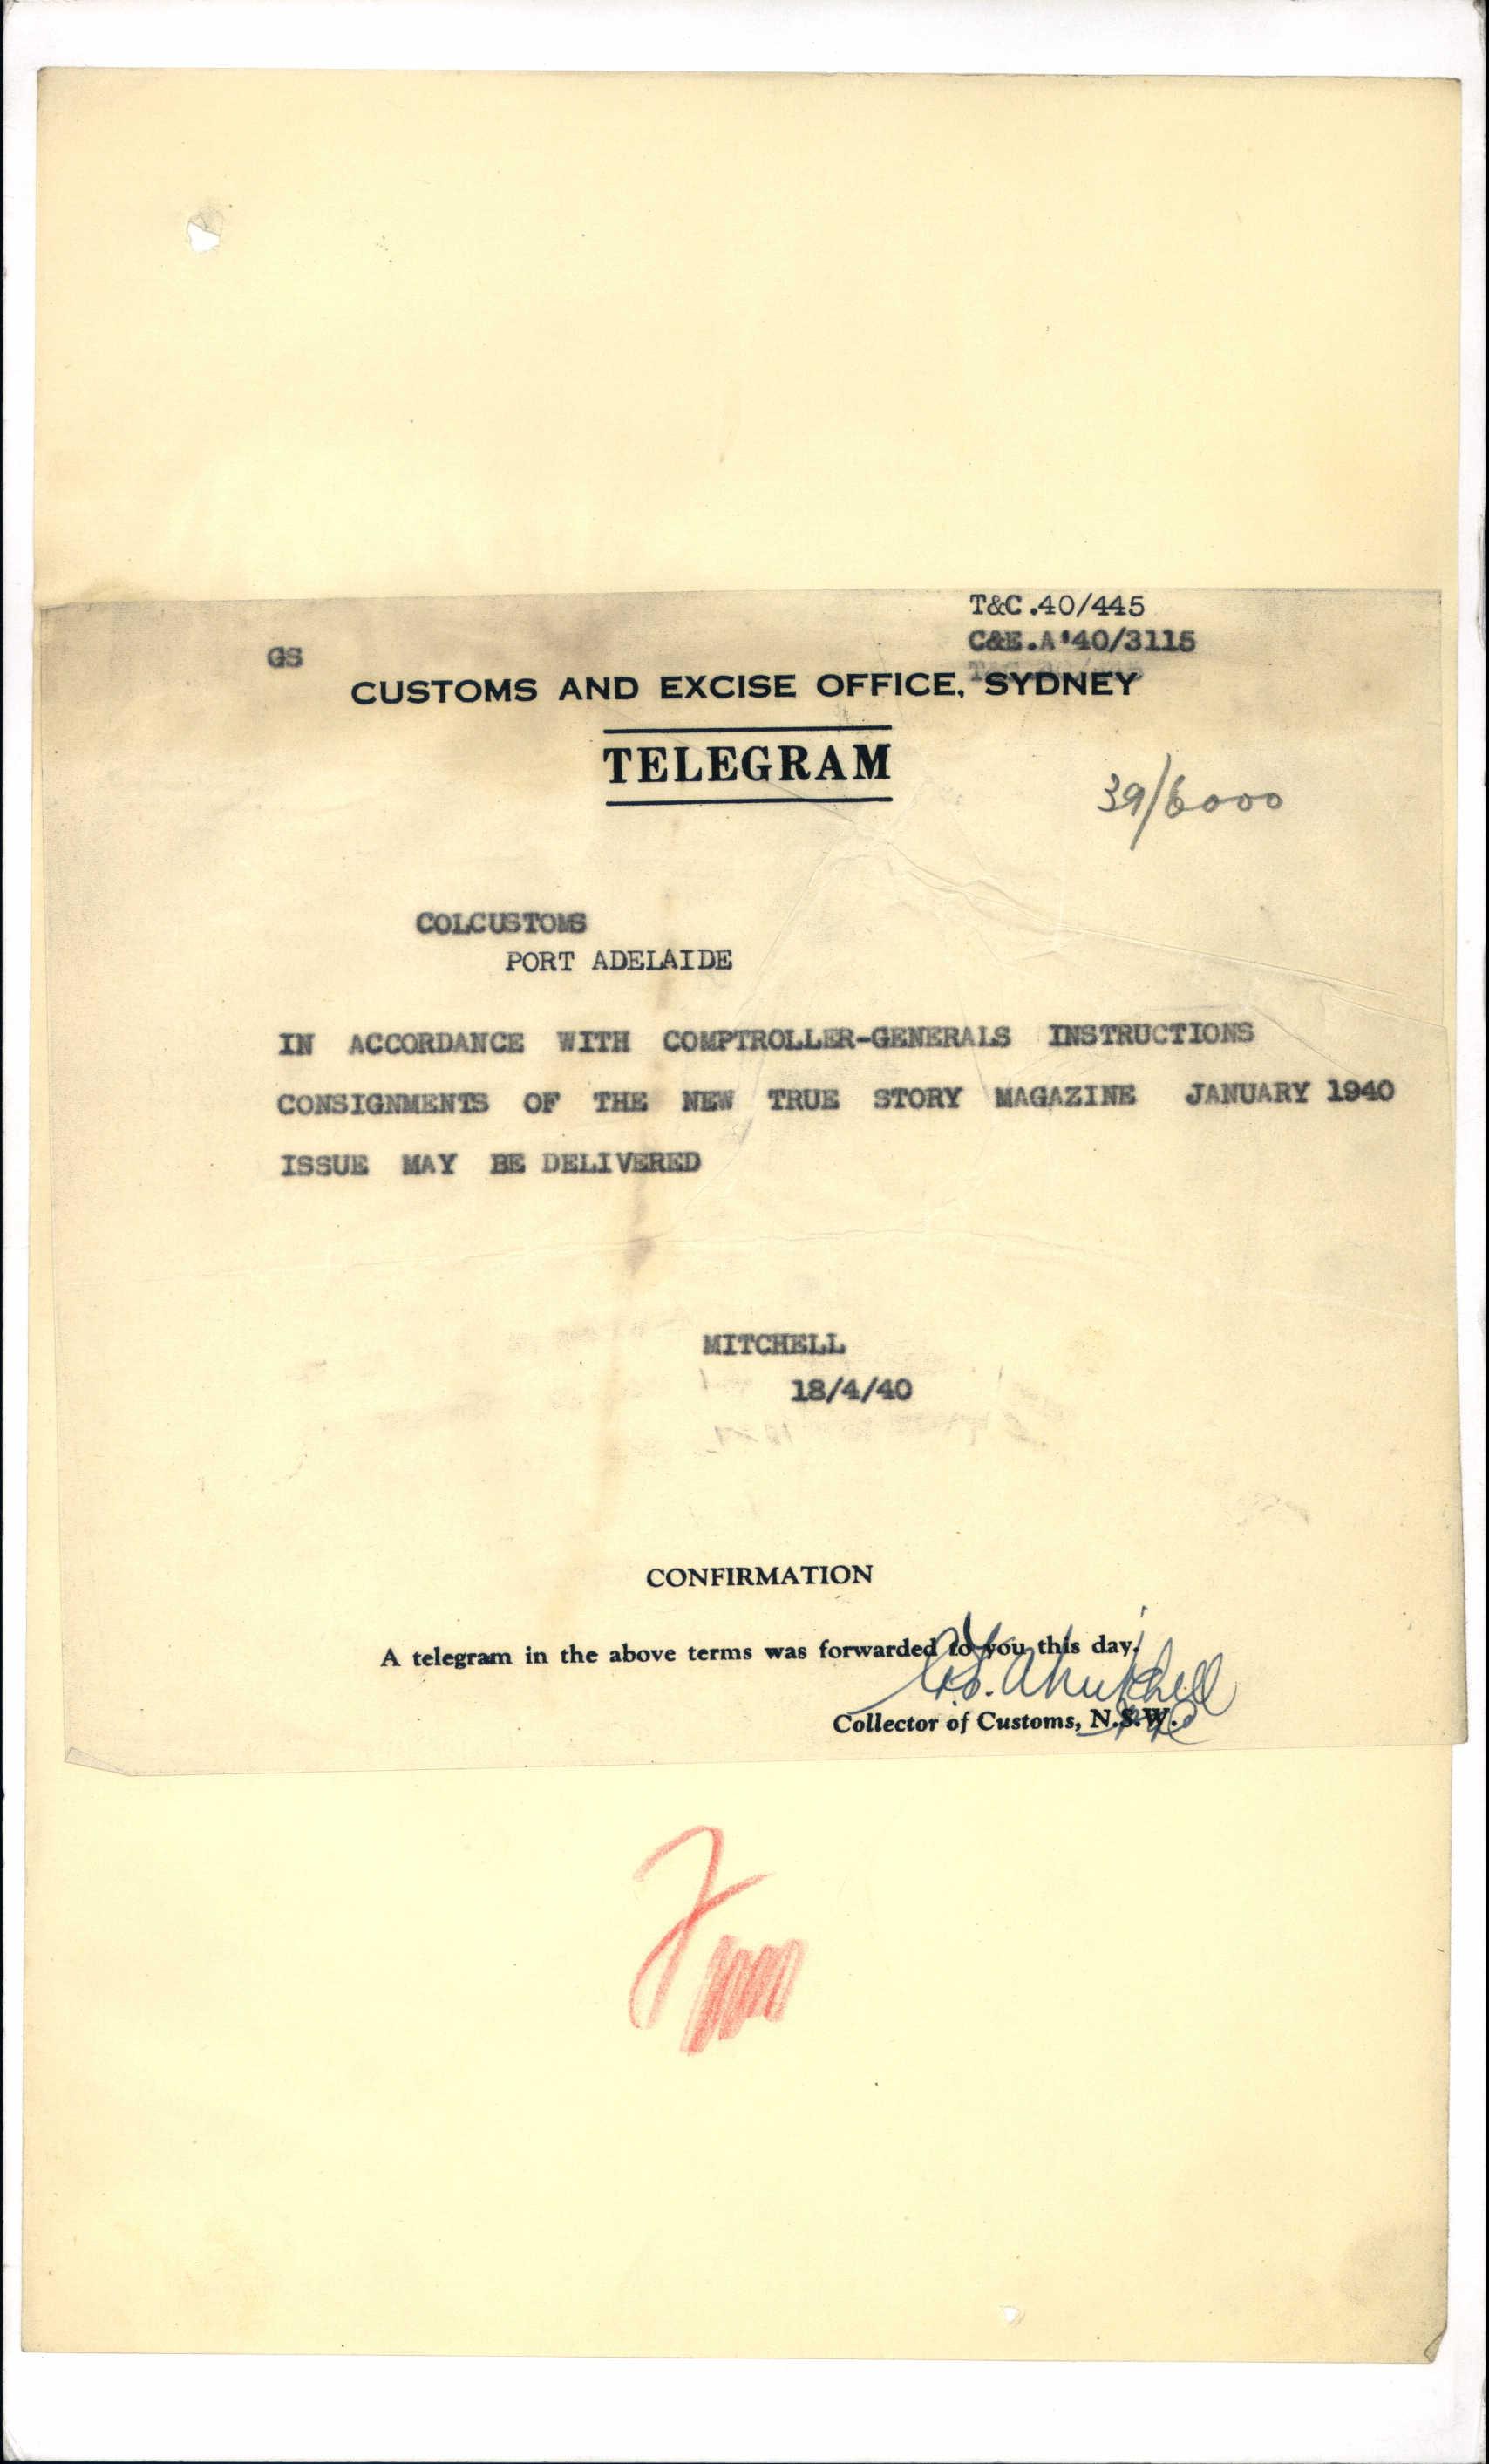 T&C.40/445
C&E.A'40/3115
GS
CUSTOMS AND EXCISE OFFICE, SYDNEY
TELEGRAM
39/6000
COLCUSTOMS
PORT ADELAIDE
IN ACCORDANCE WITH COMPTROLLER-GENERALS INSTRUCTIONS
CONSIGNMENTS OF THE NEW TRUE STORY MAGAZINE JANUARY 1940
ISSUE MAY BE DELIVERED
MITCHELL
18/4/40
CONFIRMATION
A telegram in the above terms was forwarded to you this day.
Mitchell
Collector of Customs, N.S.W.